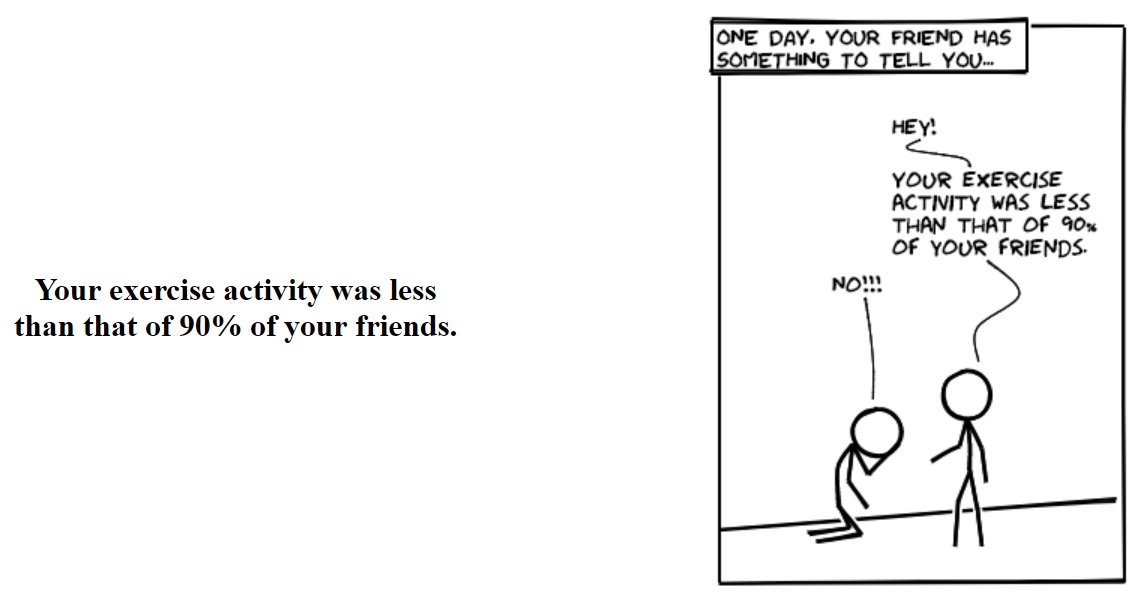 Your exercise activity was less
than that of 90% of your friends.
ONE DAY, YOUR FRIEND HAS
SOMETHING TO TELL YOU...
HEY!
YOUR EXERCISE
ACTIVITY WAS LESS
THAN THAT OF 90%
OF YOUR FRIENDS.
NO!!!